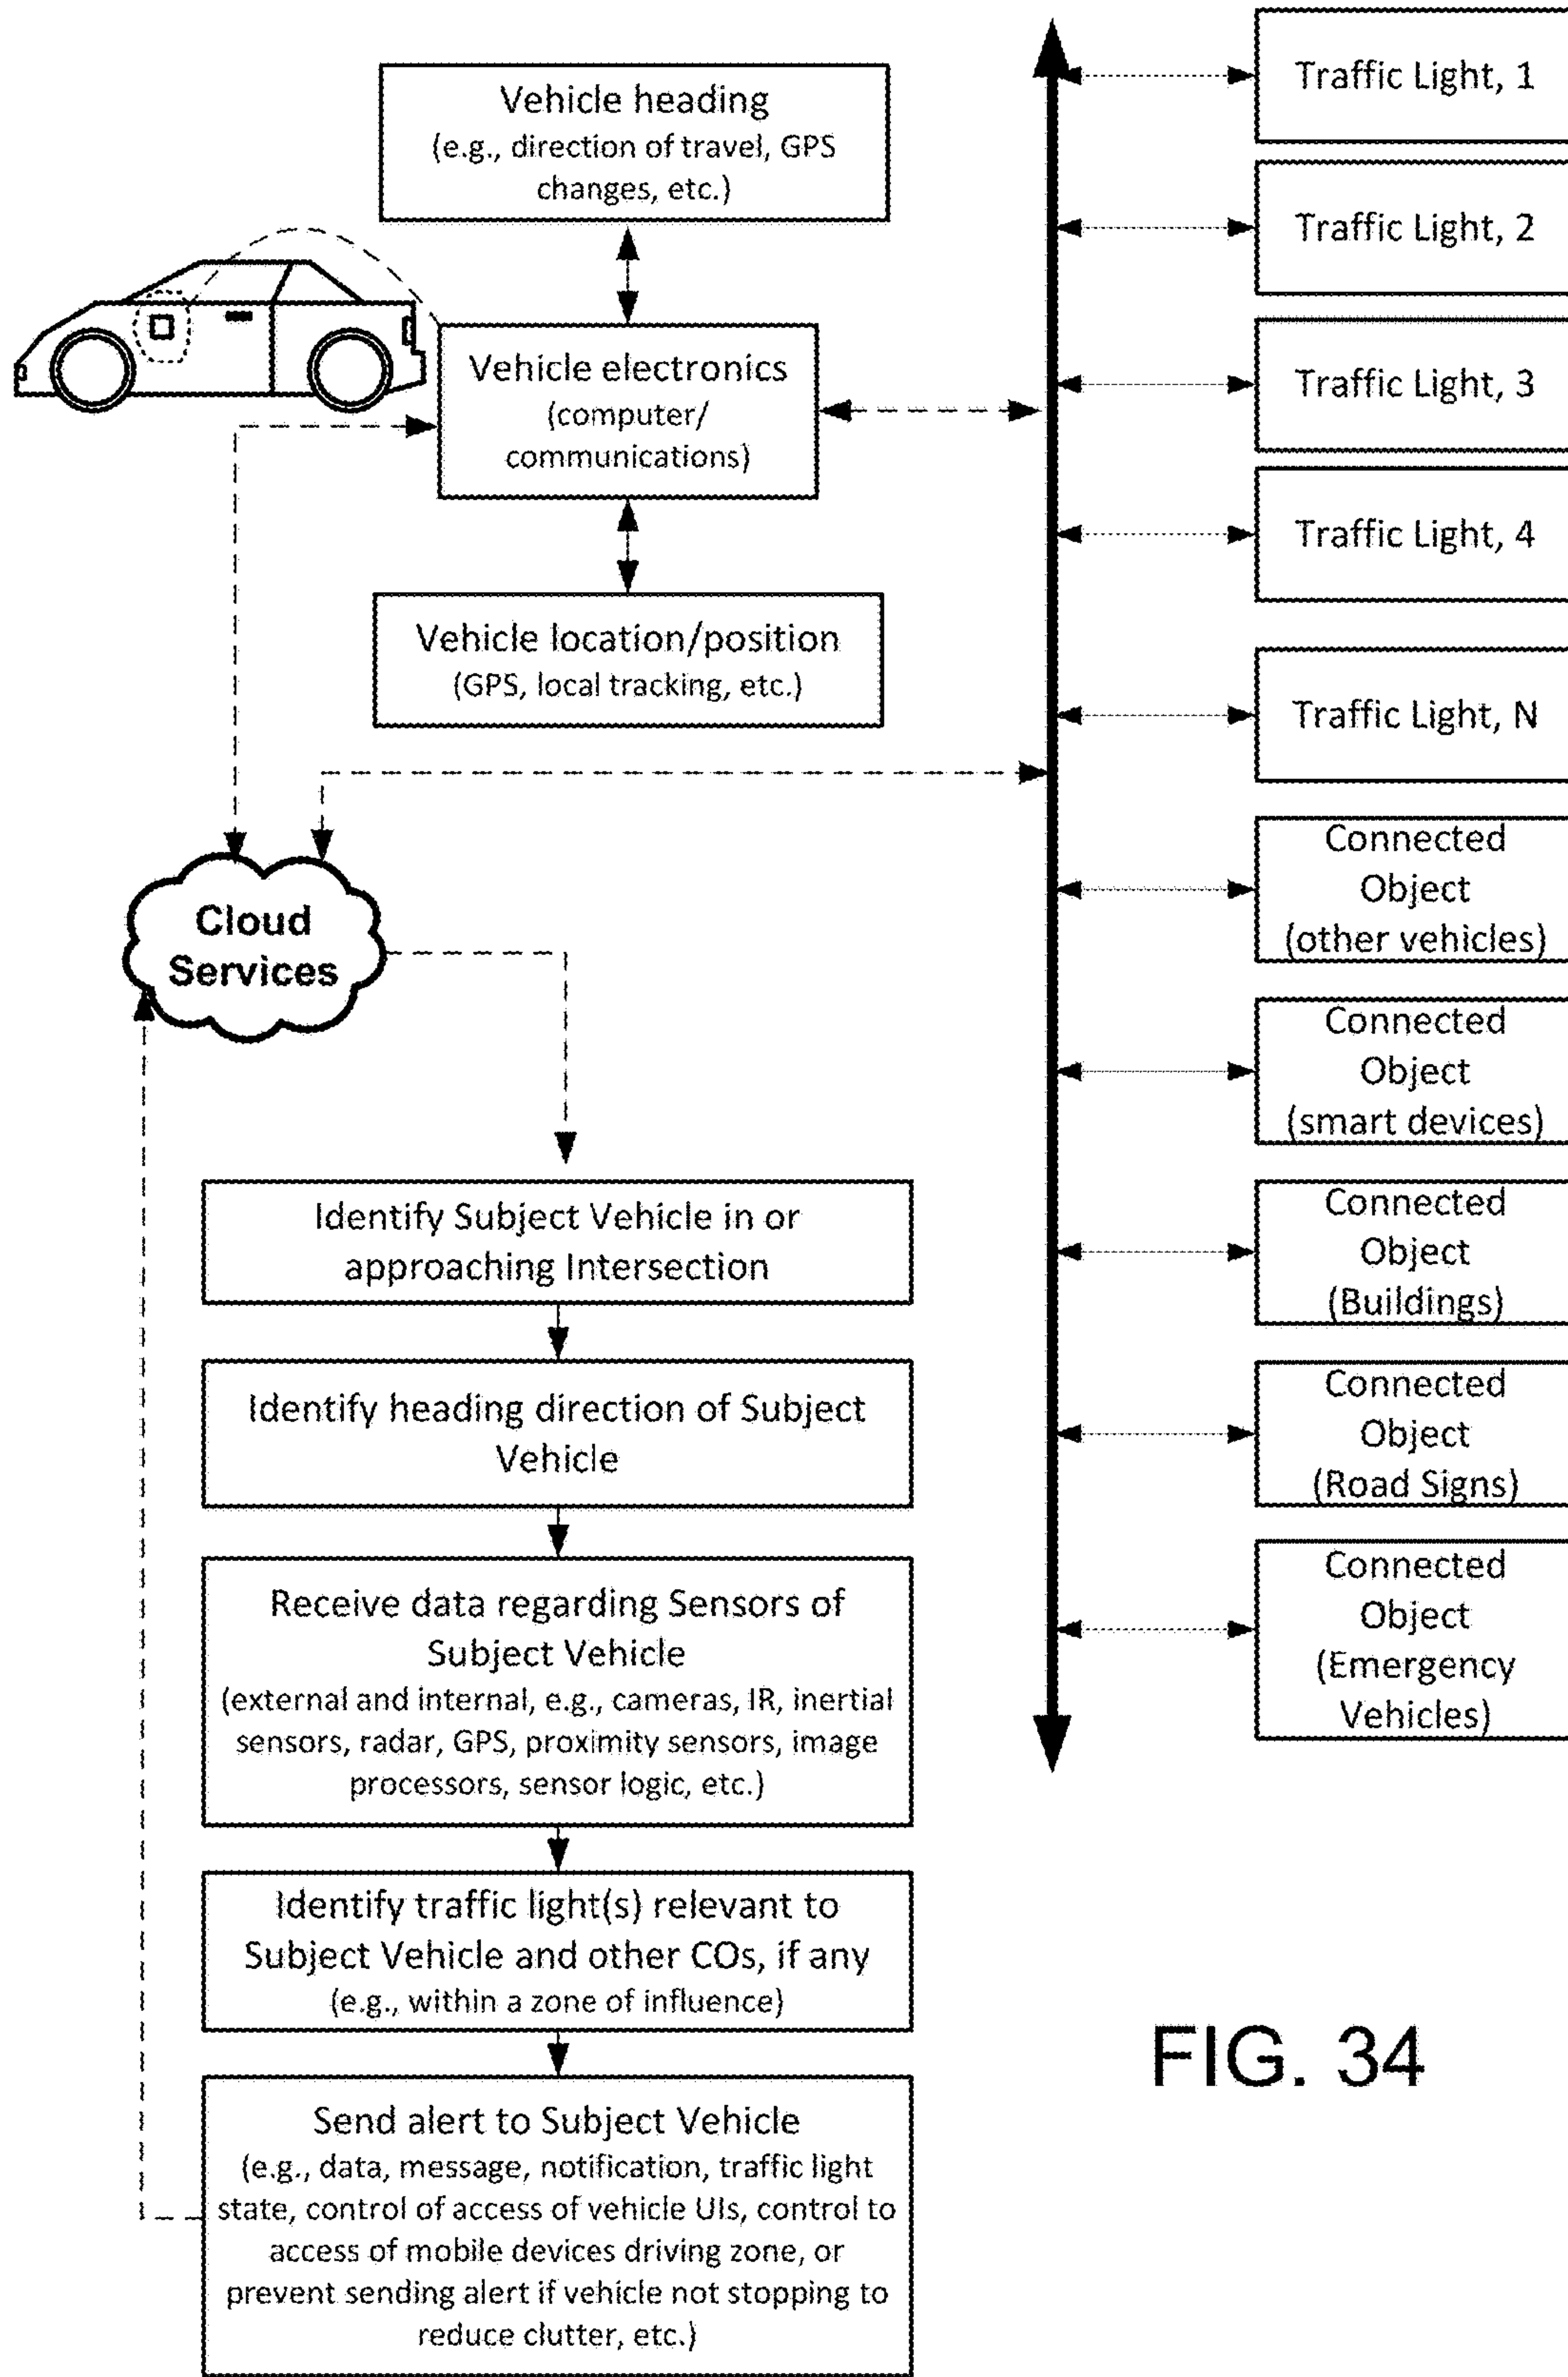 Vehicle heading
(e.g., direction of travel, GPS
changes, etc.)
Vehicle electronics
(computer/
communications)
Vehicle location/position
(GPS, local tracking, etc.)
Cloud
Services
Identify Subject Vehicle in or
approaching Intersection
Identify heading direction of Subject
Vehicle
Receive data regarding Sensors of
Subject Vehicle
(external and internal, e.g., cameras, IR, inertial
sensors, radar, GPS, proximity sensors, image
processors, sensor logic, etc.)
Identify traffic light(s) relevant to
Subject Vehicle and other COs, if any
(e.g., within a zone of influence)
Send alert to Subject Vehicle
(e.g., data, message, notification, traffic light
state, control of access of vehicle UIs, control to
access of mobile devices driving zone, or
prevent sending alert if vehicle not stopping to
reduce clutter, etc.)
Traffic Light, 1
Traffic Light, 2
Traffic Light, 3
Traffic Light, 4
Traffic Light, N
Connected
Object
(other vehicles)
Connected
Object
(smart devices)
Connected
Object
(Buildings)
Connected
Object
(Road Signs)
Connected
Object
(Emergency
Vehicles)
FIG. 34